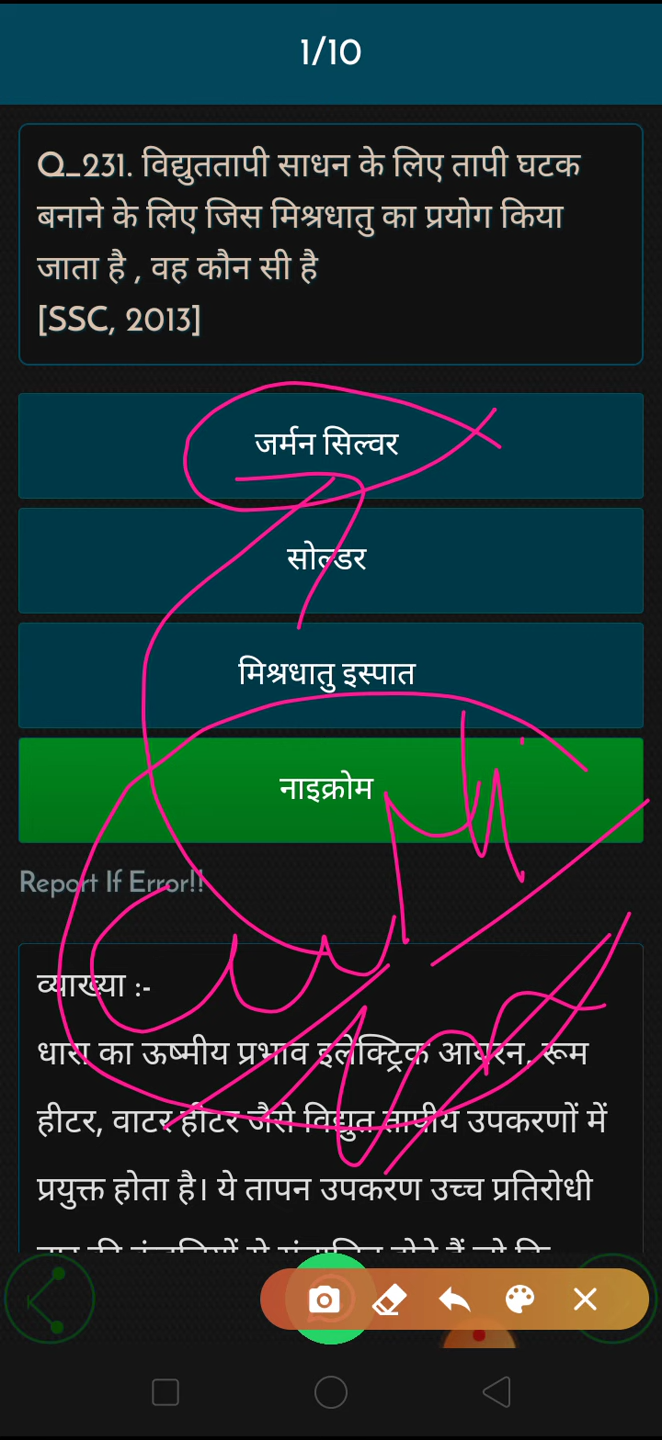 1/10
Q_231. विद्युततापी साधन के लिए तापी घटक
बनाने के लिए जिस मिश्रधातु का प्रयोग किया
जाता है , वह कौन सी है
[SSC, 2013]
जर्मन सिल्वर
सोल्डर
मिश्रधातु इस्पात
नाइक्रोम
Report If Error!!
व्याख्या :-
धारा का ऊष्मीय प्रभाव इलेक्ट्रिक आयरन, रूम
हीटर, वाटर हीटर जैसे विद्युत तापीय उपकरणों में
प्रयुक्त होता है। ये तापन उपकरण उच्च प्रतिरोधी